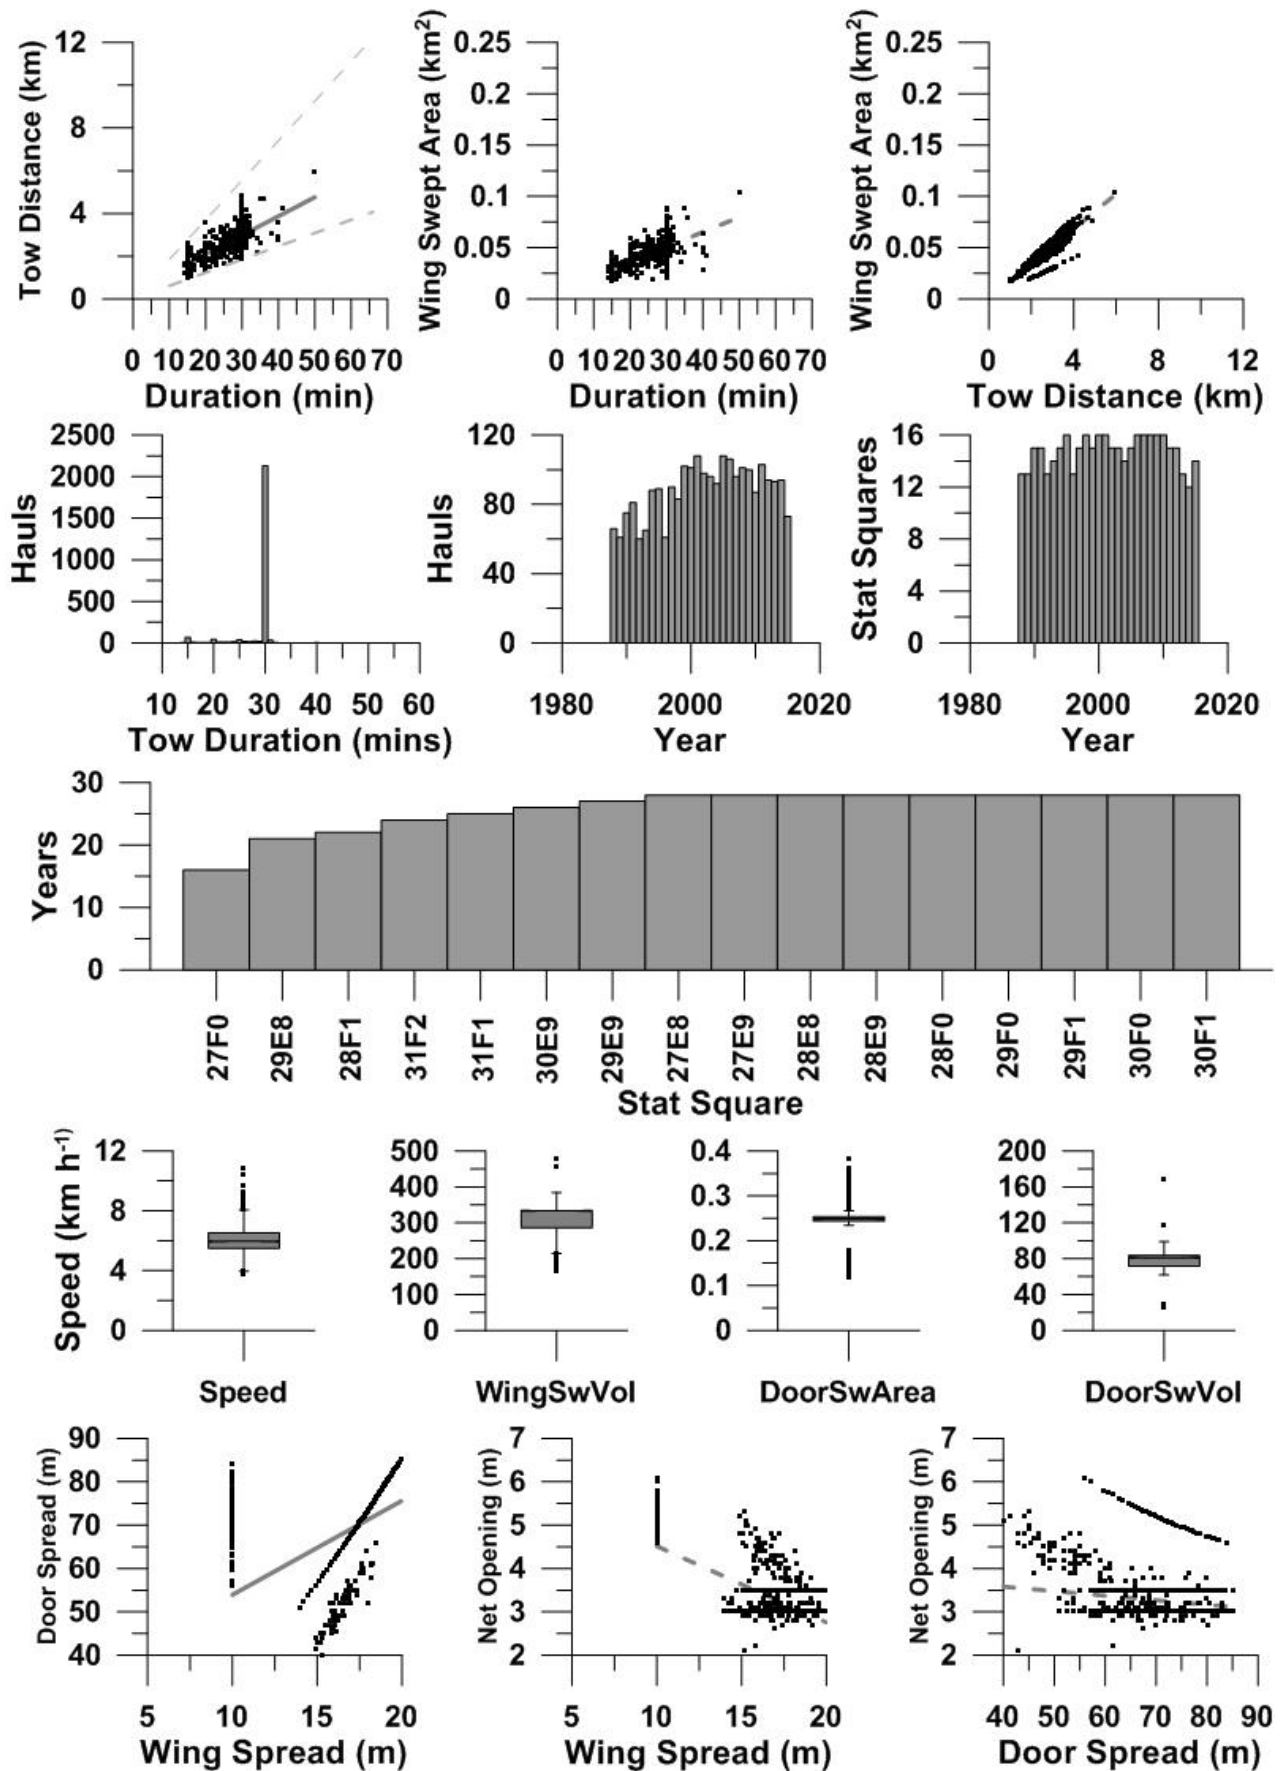 Tow Distance (km)
12
8
4
0
0 10 20 30 40 50 60 70
Duration (min)
Wing Swept Area (km²)
0.25
0.2
0.15
0.1
0.05
0
0 10 20 30 40 50 60 70
Duration (min)
Wing Swept Area (km²)
0.25
0.2
0.15
0.1
0.05
0
0 4 8 12
Tow Distance (km)
Hauls
2500
2000
1500
1000
500
0
10 20 30 40 50 60
Tow Duration (mins)
Hauls
120
80
40
0
1980 2000 2020
Year
Stat Squares
16
12
8
4
0
1980 2000 2020
Year
Years
30
20
10
0
27F0 29E8 28F1 31F2 31F1 30E9 29E9 27E8 27E9 28E8 28E9 28F0 29F0 29F1 30F0 30F1
Stat Square
Speed (km h⁻¹)
12
8
4
0
Speed
500
400
300
200
100
0
WingSwVol
0.4
0.3
0.2
0.1
0
DoorSwArea
200
160
120
80
40
0
DoorSwVol
Door Spread (m)
90
80
70
60
50
40
5 10 15 20
Wing Spread (m)
Net Opening (m)
7
6
5
4
3
2
5 10 15 20
Wing Spread (m)
Net Opening (m)
7
6
5
4
3
2
40 50 60 70 80 90
Door Spread (m)